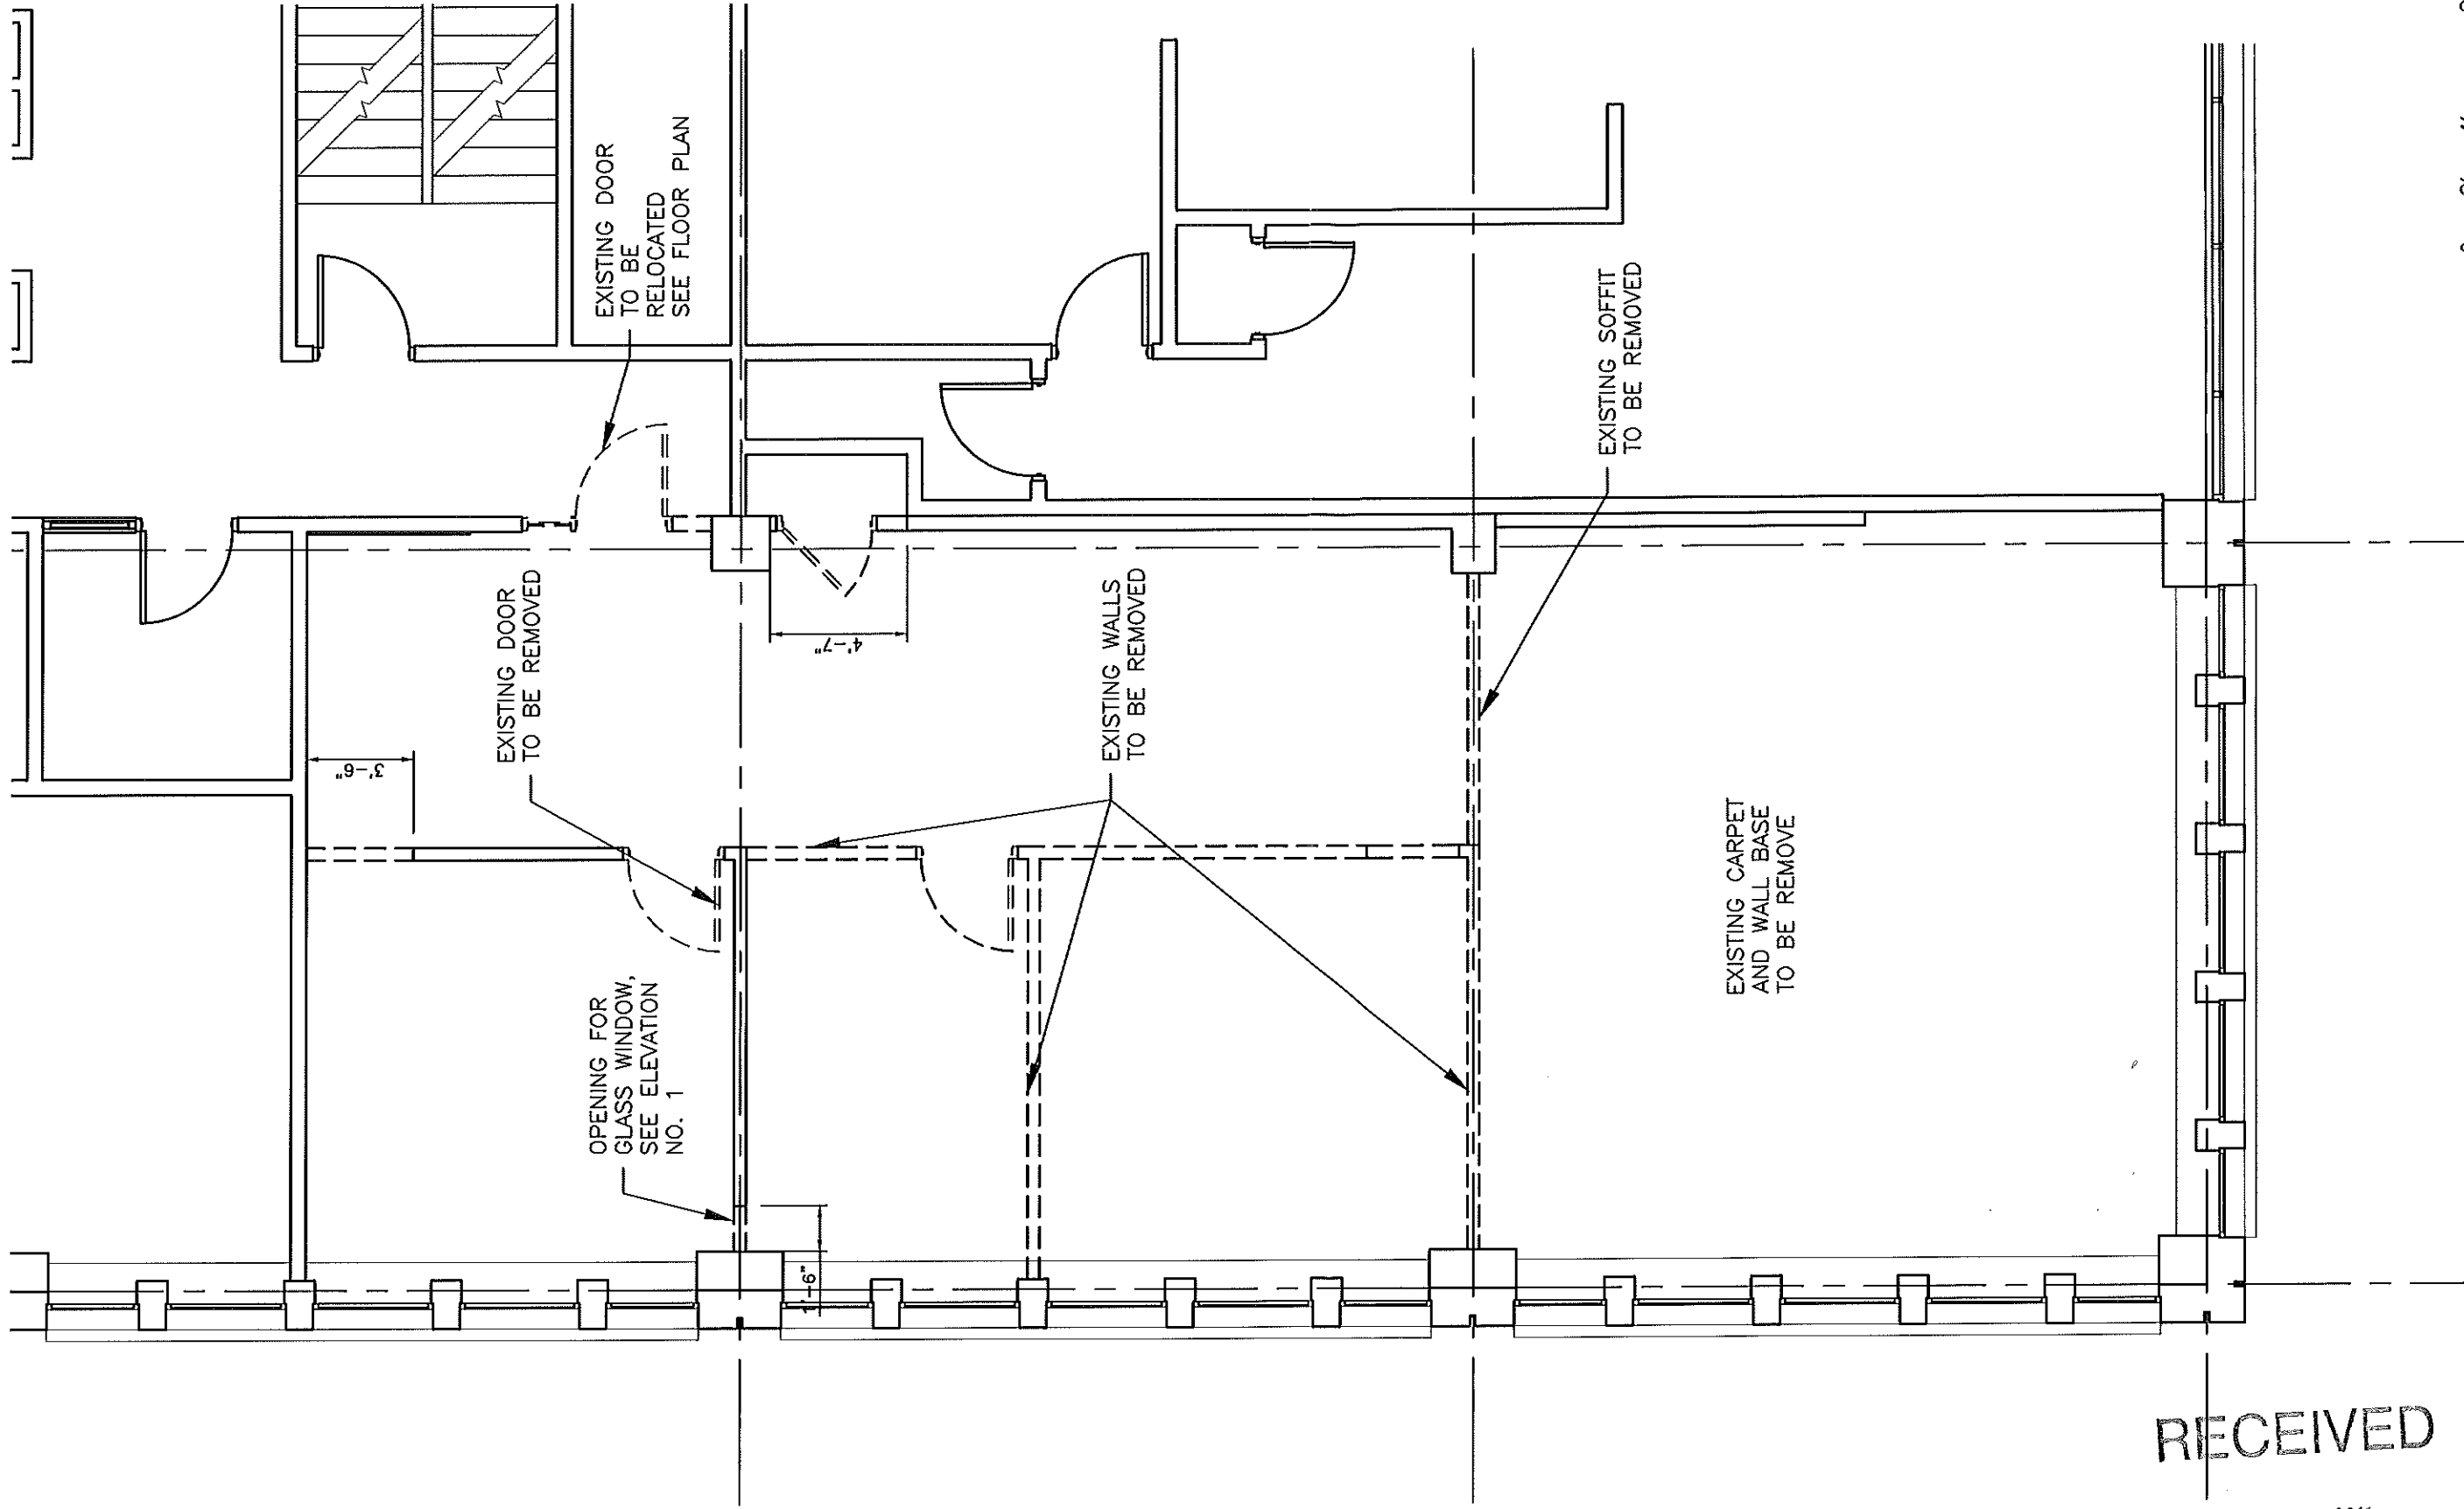 EXISTING DOOR
TO BE
RELOCATED
SEE FLOOR PLAN
EXISTING SOFFIT
TO BE REMOVED
EXISTING DOOR
TO BE REMOVED
4'-7"
EXISTING WALLS
TO BE REMOVED
3'-6"
OPENING FOR
GLASS WINDOW,
SEE ELEVATION
NO. 1
EXISTING CARPET
AND WALL BASE
TO BE REMOVE
1'-6"
RECEIVED